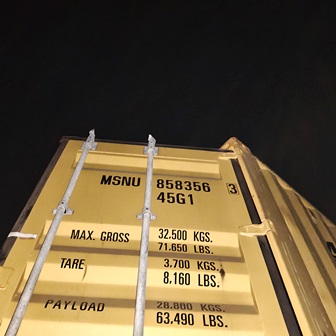 MSNU 858356 3
45G1
MAX. GROSS 32.500 KGS.
71.650 LBS.
TARE 3.700 KGS.
8,160 LBS.
PAYLOAD 28.800 KGS.
63.490 LBS.